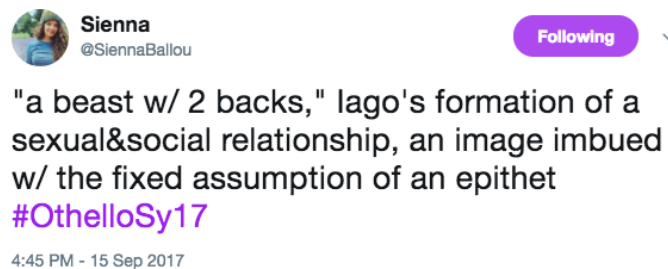 Sienna
@SiennaBallou
Following
"a beast w/ 2 backs," Iago's formation of a
sexual&social relationship, an image imbued
w/ the fixed assumption of an epithet
#OthelloSy17
4:45 PM - 15 Sep 2017